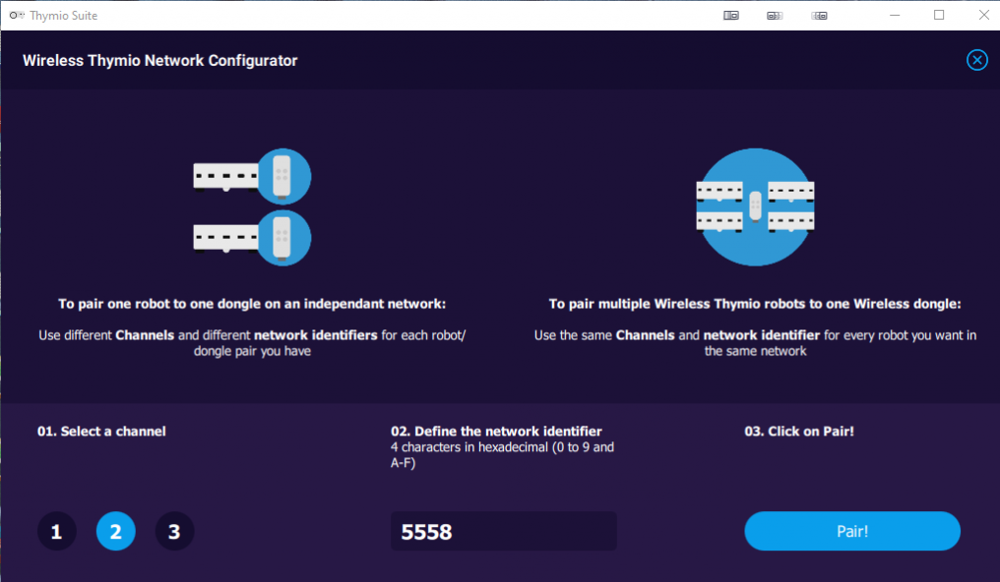 Thymio Suite
Wireless Thymio Network Configurator
To pair one robot to one dongle on an independant network:
Use different Channels and different network identifiers for each robot/
dongle pair you have
To pair multiple Wireless Thymio robots to one Wireless dongle:
Use the same Channels and network identifier for every robot you want in
the same network
01. Select a channel
1 2 3
02. Define the network identifier
4 characters in hexadecimal (0 to 9 and
A-F)
5558
03. Click on Pair!
Pair!